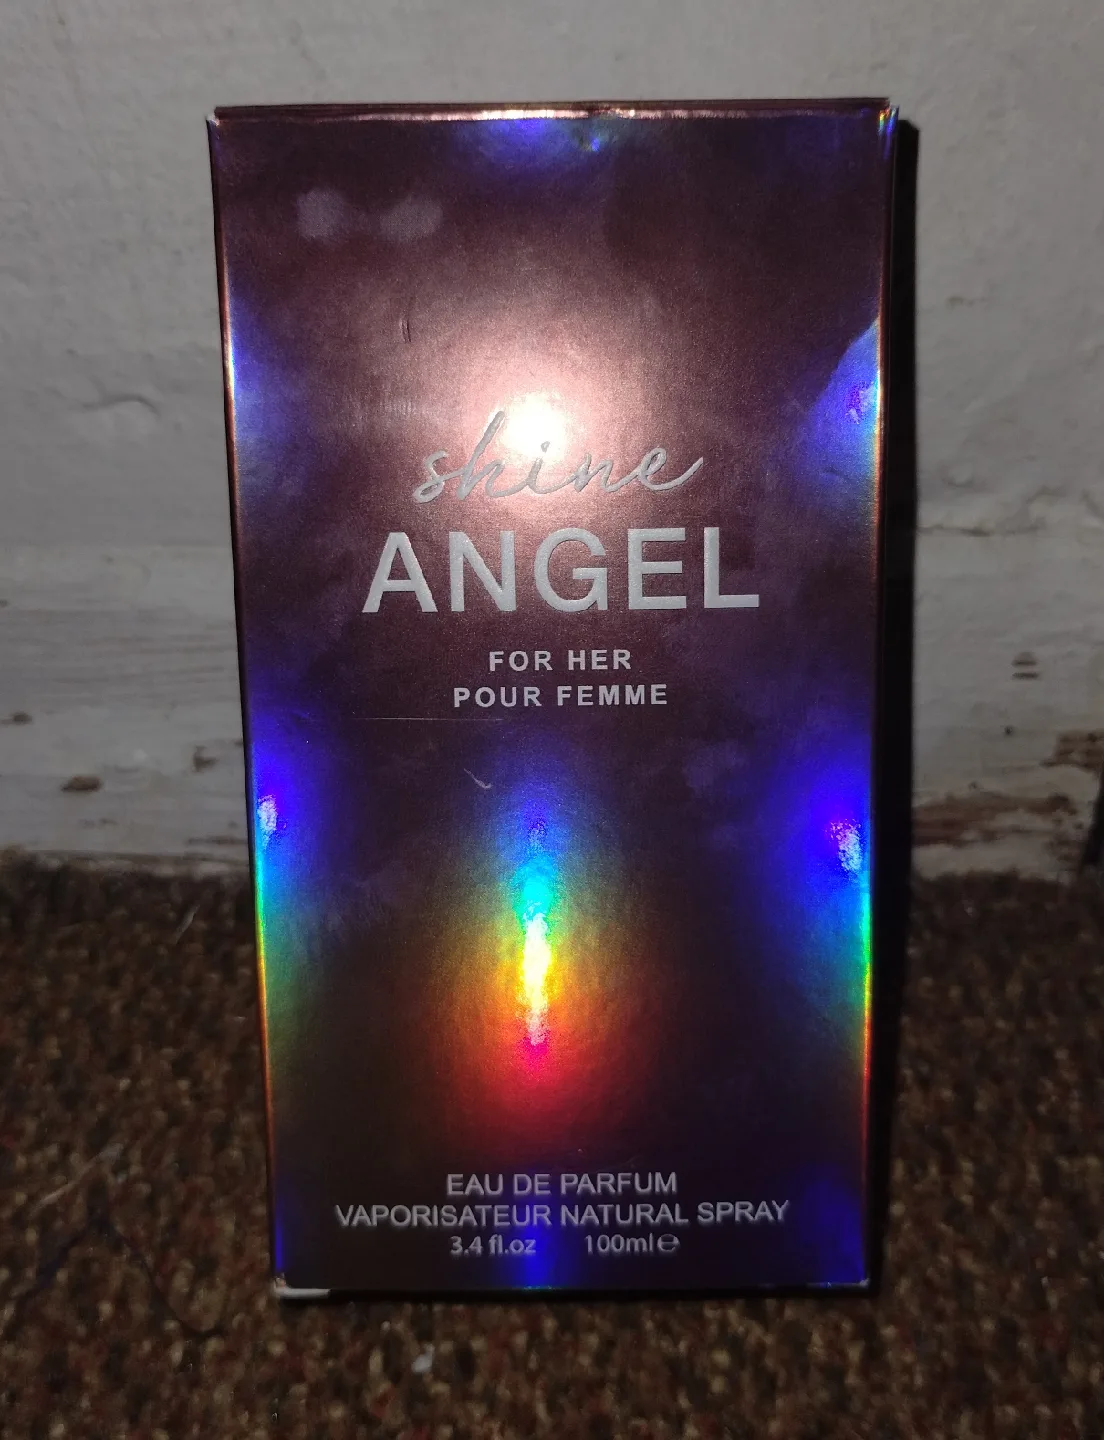 shine
ANGEL
FOR HER
POUR FEMME
EAU DE PARFUM
VAPORISATEUR NATURAL SPRAY
3.4 fl.oz 100ml℮